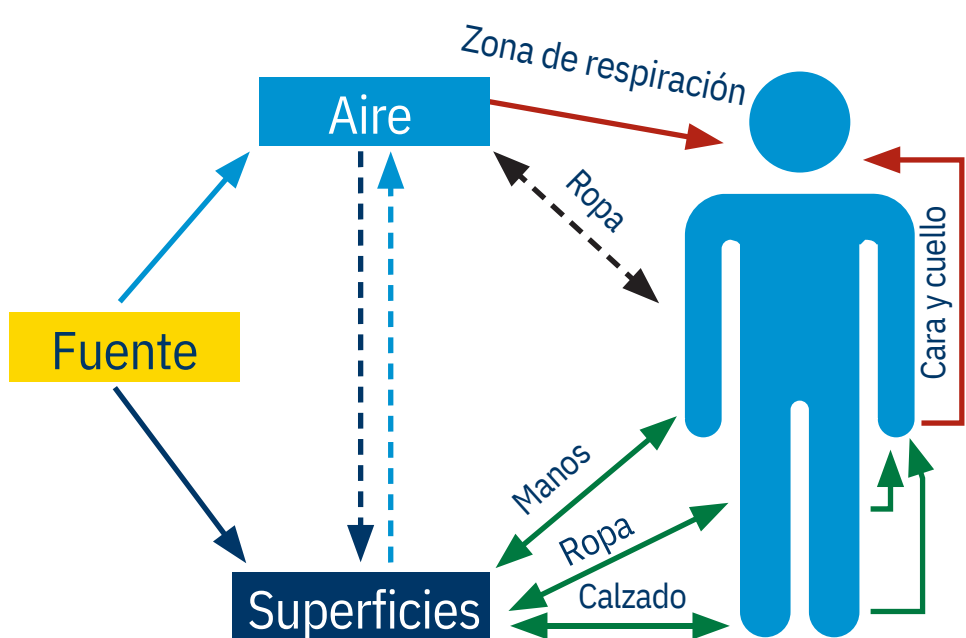 Zona de respiración
Aire
Ropa
Cara y cuello
Fuente
Manos
Ropa
Calzado
Superficies